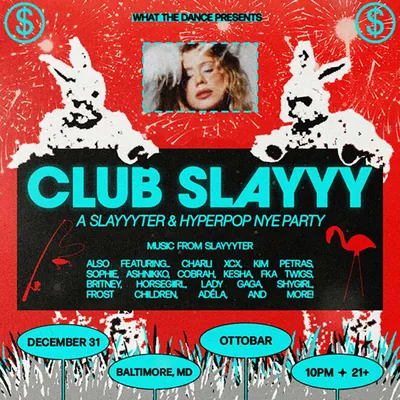 WHAT THE DANCE PRESENTS
$ $
CLUB SLAYYY
A SLAYYYTER & HYPERPOP NYE PARTY
MUSIC FROM SLAYYYTER
ALSO FEATURING.. CHARLI XCX, KIM PETRAS,
SOPHIE, ASHNIKKO, COBRAH, KESHA, FKA TWIGS,
BRITNEY, HORSEGIIRL, LADY GAGA, SHYGIRL,
FROST CHILDREN, ADÉLA, AND MORE!
DECEMBER 31
BALTIMORE, MD
OTTOBAR
10PM + 21+